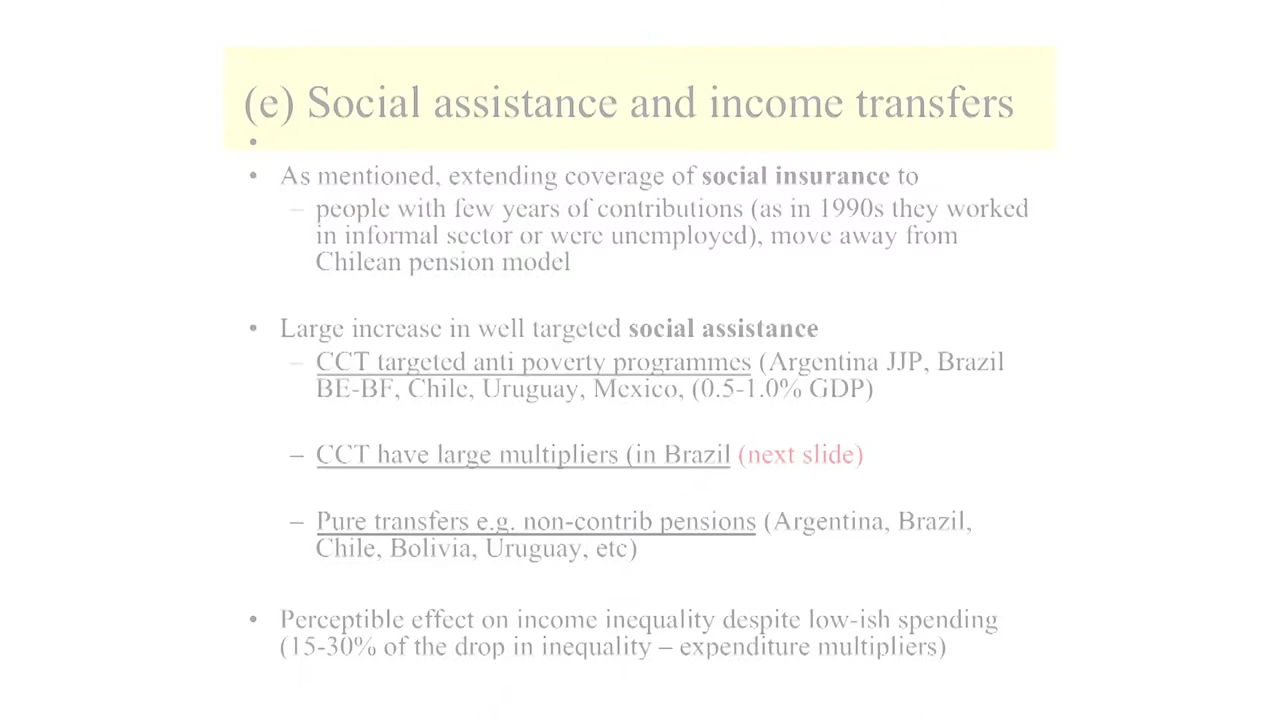 (e) Social assistance and income transfers
•
• As mentioned, extending coverage of social insurance to
– people with few years of contributions (as in 1990s they worked
in informal sector or were unemployed), move away from
Chilean pension model
• Large increase in well targeted social assistance
– CCT targeted anti poverty programmes (Argentina JJP, Brazil
BE-BF, Chile, Uruguay, Mexico, (0.5-1.0% GDP)
– CCT have large multipliers (in Brazil (next slide)
– Pure transfers e.g. non-contrib pensions (Argentina, Brazil,
Chile, Bolivia, Uruguay, etc)
• Perceptible effect on income inequality despite low-ish spending
(15-30% of the drop in inequality – expenditure multipliers)